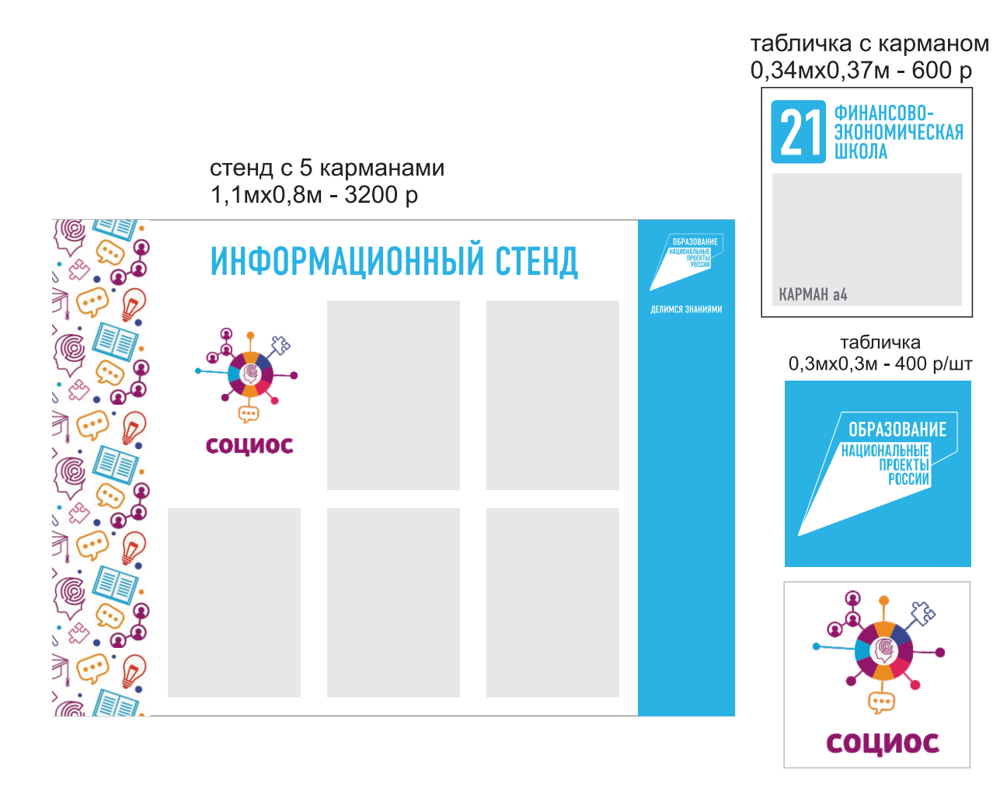 табличка с карманом
0,34мх0,37м - 600 р
21
ФИНАНСОВО-
ЭКОНОМИЧЕСКАЯ
ШКОЛА
КАРМАН а4
стенд с 5 карманами
1,1мх0,8м - 3200 р
ИНФОРМАЦИОННЫЙ СТЕНД
ОБРАЗОВАНИЕ
НАЦИОНАЛЬНЫЕ
ПРОЕКТЫ
РОССИИ
ДЕЛИМСЯ ЗНАНИЯМИ
социос
табличка
0,3мх0,3м - 400 р/шт
ОБРАЗОВАНИЕ
НАЦИОНАЛЬНЫЕ
ПРОЕКТЫ
РОССИИ
социос